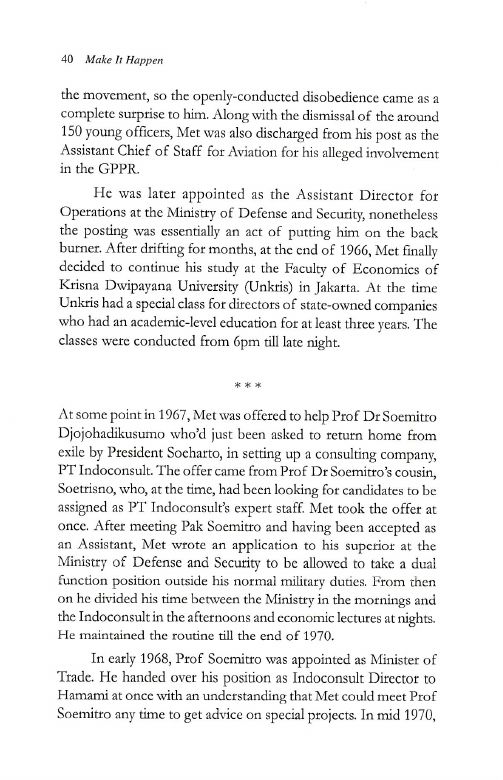 40 Make It Happen
the movement, so the openly-conducted disobedience came as a
complete surprise to him. Along with the dismissal of the around
150 young officers, Met was also discharged from his post as the
Assistant Chief of Staff for Aviation for his alleged involvement
in the GPPR.
He was later appointed as the Assistant Director for
Operations at the Ministry of Defense and Security, nonetheless
the posting was essentially an act of putting him on the back
burner. After drifting for months, at the end of 1966, Met finally
decided to continue his study at the Faculty of Economics of
Krisna Dwipayana University (Unkris) in Jakarta. At the time
Unkris had a special class for directors of state-owned companies
who had an academic-level education for at least three years. The
classes were conducted from 6pm till late night.
***
At some point in 1967, Met was offered to help Prof Dr Soemitro
Djojohadikusumo who'd just been asked to return home from
exile by President Soeharto, in setting up a consulting company,
PT Indoconsult. The offer came from Prof Dr Soemitro's cousin,
Soetrisno, who, at the time, had been looking for candidates to be
assigned as PT Indoconsult's expert staff. Met took the offer at
once. After meeting Pak Soemitro and having been accepted as
an Assistant, Met wrote an application to his superior at the
Ministry of Defense and Security to be allowed to take a dual
function position outside his normal military duties. From then
on he divided his time between the Ministry in the mornings and
the Indoconsult in the afternoons and economic lectures at nights.
He maintained the routine till the end of 1970.
In early 1968, Prof Soemitro was appointed as Minister of
Trade. He handed over his position as Indoconsult Director to
Hamami at once with an understanding that Met could meet Prof
Soemitro any time to get advice on special projects. In mid 1970,